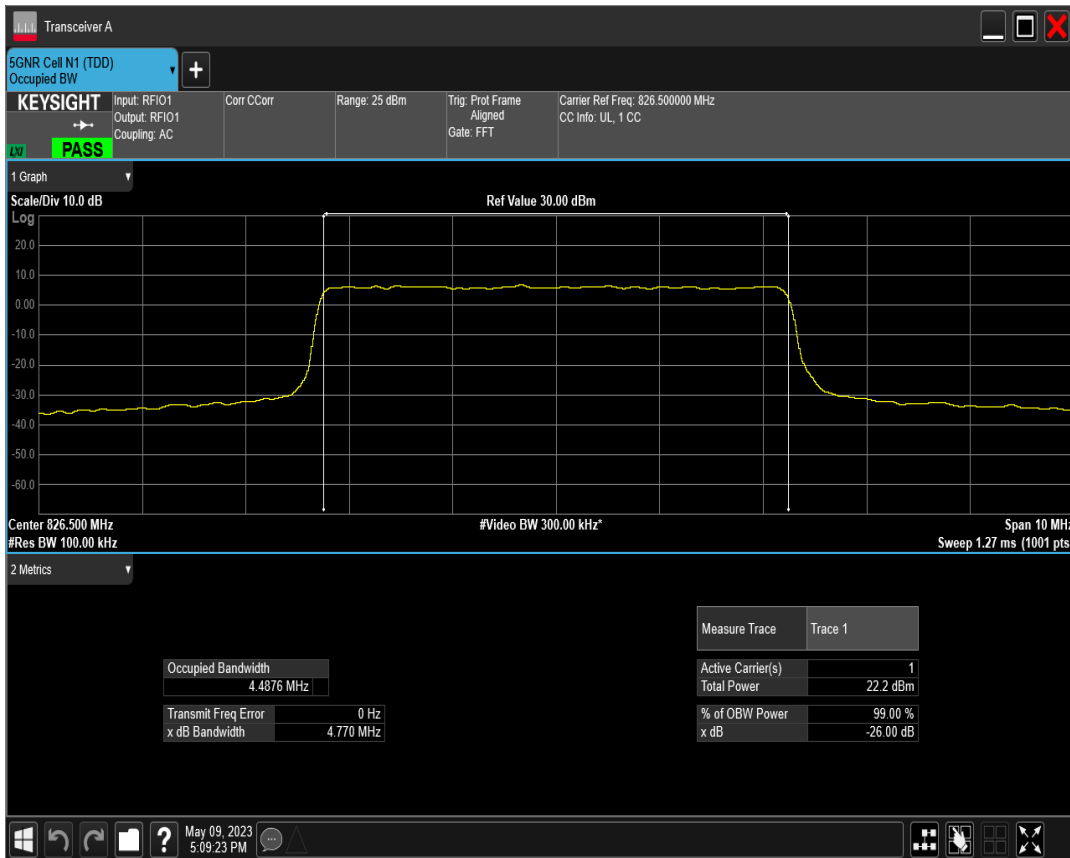 Transceiver A
5GNR Cell N1 (TDD)
Occupied BW
+
KEYSIGHT
LXI
PASS
Input: RFIO1
Output: RFIO1
Coupling: AC
Corr CCorr
Range: 25 dBm
Trig: Prot Frame
Aligned
Gate: FFT
Carrier Ref Freq: 826.500000 MHz
CC Info: UL, 1 CC
1 Graph
Scale/Div 10.0 dB
Ref Value 30.00 dBm
Log
20.0
10.0
0.00
-10.0
-20.0
-30.0
-40.0
-50.0
-60.0
Center 826.500 MHz
#Video BW 300.00 kHz*
Span 10 MHz
#Res BW 100.00 kHz
Sweep 1.27 ms (1001 pts
2 Metrics
Measure Trace Trace 1
Occupied Bandwidth
4.4876 MHz
Active Carrier(s) 1
Total Power 22.2 dBm
Transmit Freq Error 0 Hz
x dB Bandwidth 4.770 MHz
% of OBW Power 99.00 %
x dB -26.00 dB
?
May 09, 2023
5:09:23 PM